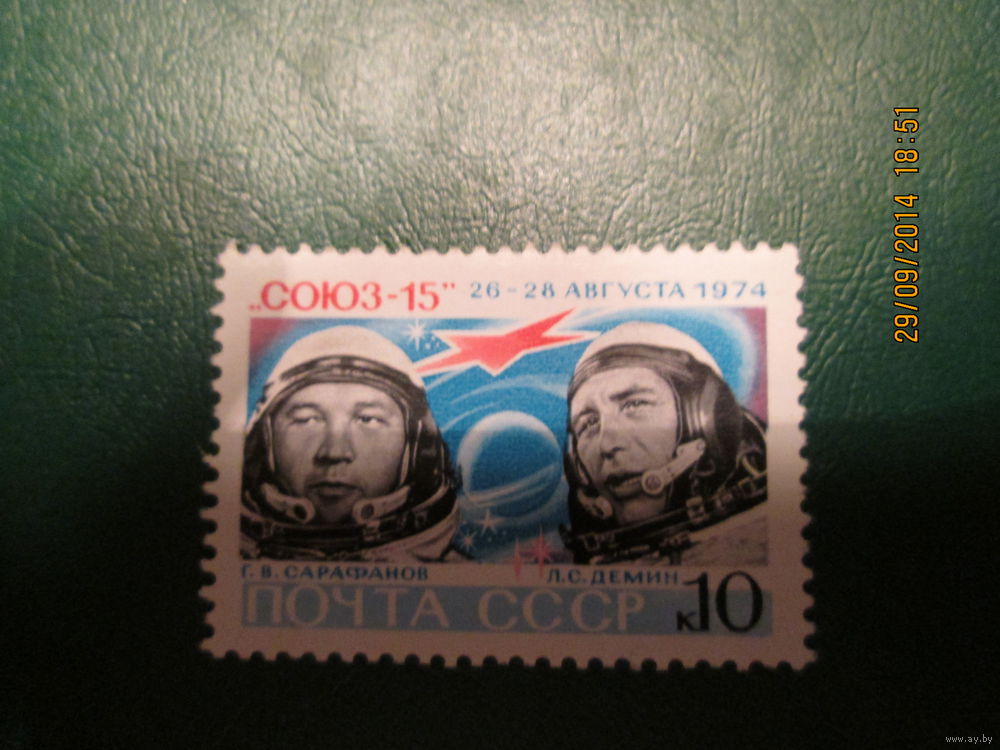 „СОЮЗ-15" 26-28 АВГУСТА 1974
Г. В. САРАФАНОВ Л. С. ДЕМИН
ПОЧТА СССР к10
29/09/2014 18:51
www.ay.by